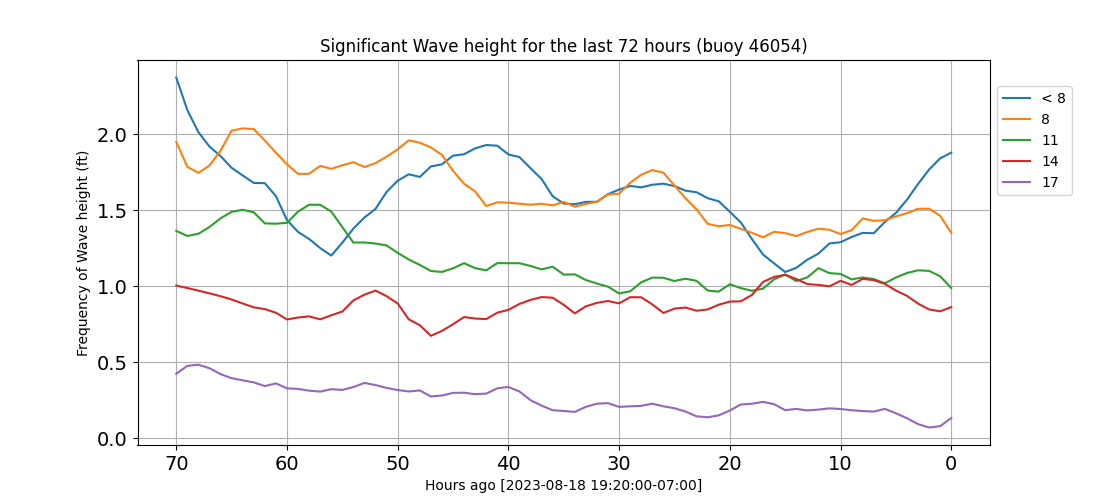 Significant Wave height for the last 72 hours (buoy 46054)
Frequency of Wave height (ft)
2.0
1.5
1.0
0.5
0.0
70 60 50 40 30 20 10 0
Hours ago [2023-08-18 19:20:00-07:00]
< 8
8
11
14
17